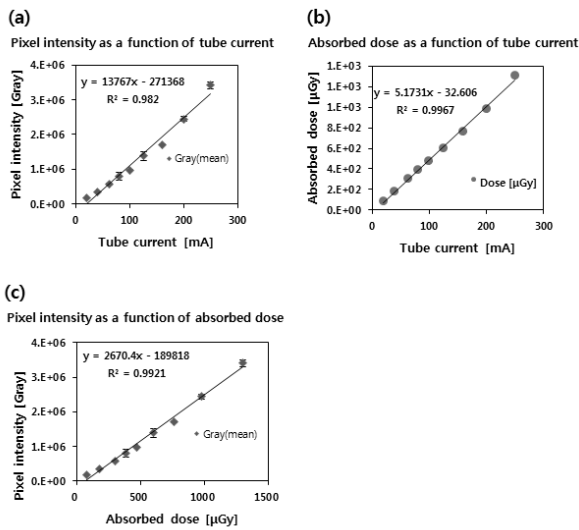 (a)
Pixel intensity as a function of tube current
Pixel intensity [Gray]
4.E+06
3.E+06
2.E+06
1.E+06
0.E+00
y = 13767x - 271368
R² = 0.982
Gray(mean)
0 100 200 300
Tube current [mA]
(b)
Absorbed dose as a function of tube current
Absorbed dose [μGy]
1.E+03
1.E+03
8.E+02
6.E+02
4.E+02
2.E+02
0.E+00
y = 5.1731x - 32.606
R² = 0.9967
Dose [μGy]
0 100 200 300
Tube current [mA]
(c)
Pixel intensity as a function of absorbed dose
Pixel intensity [Gray]
4.E+06
3.E+06
2.E+06
1.E+06
0.E+00
y = 2670.4x - 189818
R² = 0.9921
Gray(mean)
0 500 1000 1500
Absorbed dose [μGy]